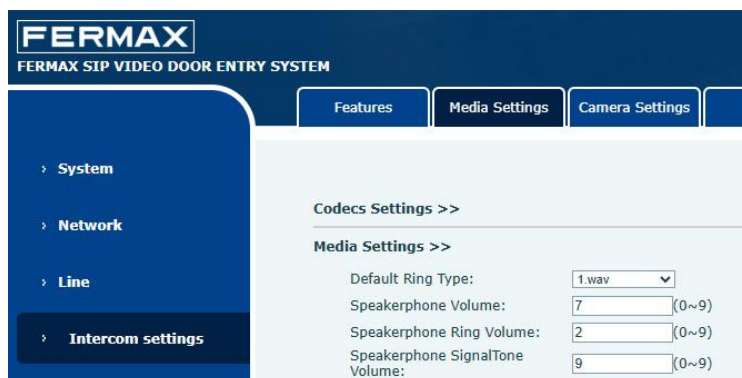 FERMAX
FERMAX SIP VIDEO DOOR ENTRY SYSTEM
Features
Media Settings
Camera Settings
› System
› Network
› Line
› Intercom settings
Codecs Settings >>
Media Settings >>
Default Ring Type: 1.wav
Speakerphone Volume: 7 (0~9)
Speakerphone Ring Volume: 2 (0~9)
Speakerphone SignalTone
Volume: 9 (0~9)